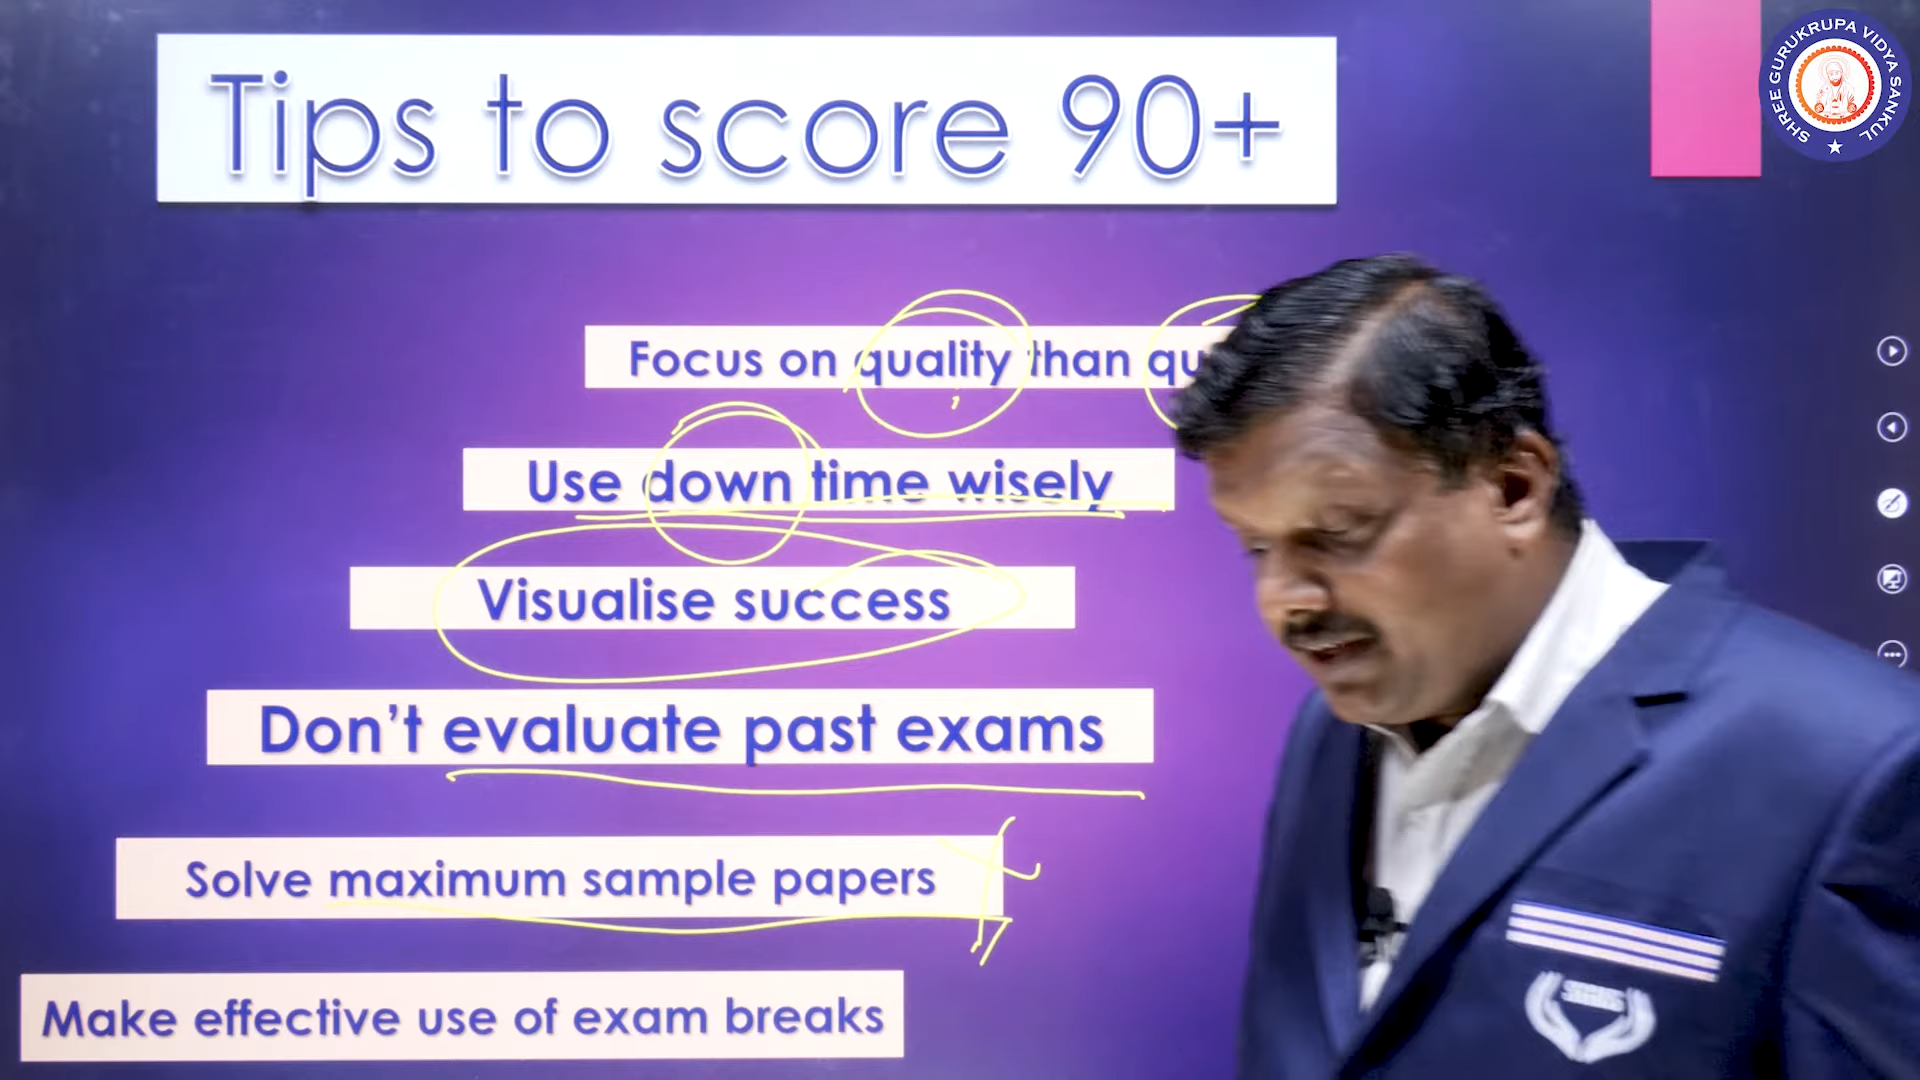 Tips to score 90+
SHREE GURUKRUPA VIDYA SANKUL
Focus on quality than
Use down time wisely
Visualise success
Don't evaluate past exams
Solve maximum sample papers
Make effective use of exam breaks